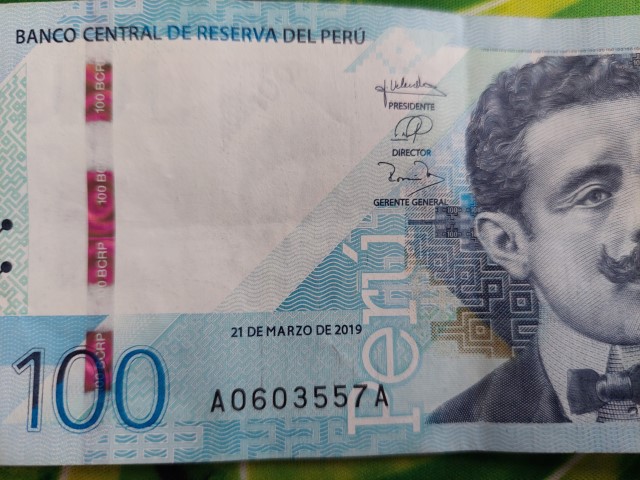 BANCO CENTRAL DE RESERVA DEL PERÚ
PRESIDENTE
DIRECTOR
GERENTE GENERAL
100 BCRP
100 BCRP
100 BCRP
100 BCRP
Perú
21 DE MARZO DE 2019
A0603557A
100